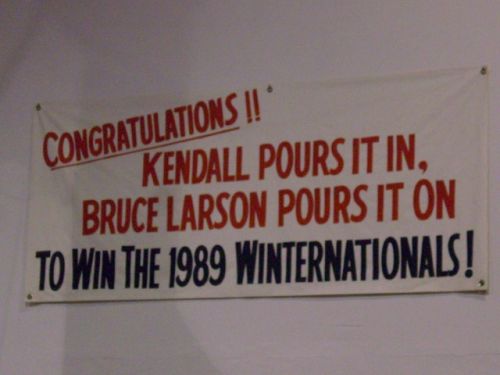 CONGRATULATIONS !!
KENDALL POURS IT IN,
BRUCE LARSON POURS IT ON
TO WIN THE 1989 WINTERNATIONALS!